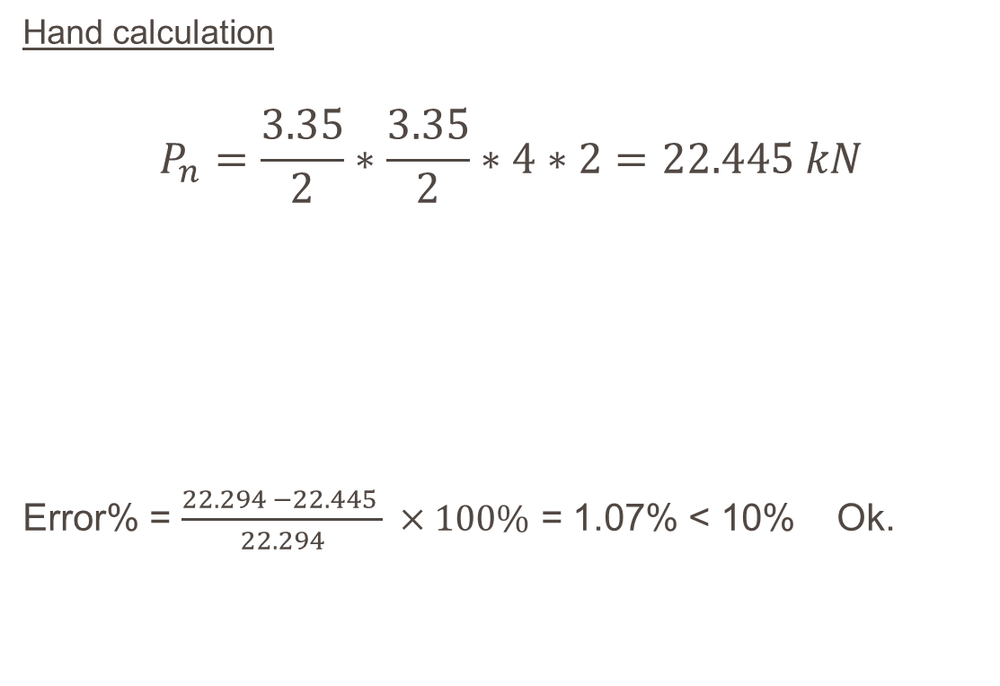 Hand calculation
Pₙ = 3.35/2 * 3.35/2 * 4 * 2 = 22.445 kN
Error% = 22.294 −22.445/22.294 × 100% = 1.07% < 10% Ok.